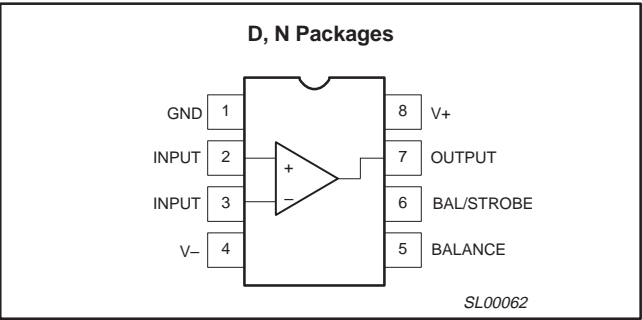 D, N Packages
GND 1 8 V+
INPUT 2 + 7 OUTPUT
INPUT 3 – 6 BAL/STROBE
V– 4 5 BALANCE
SL00062